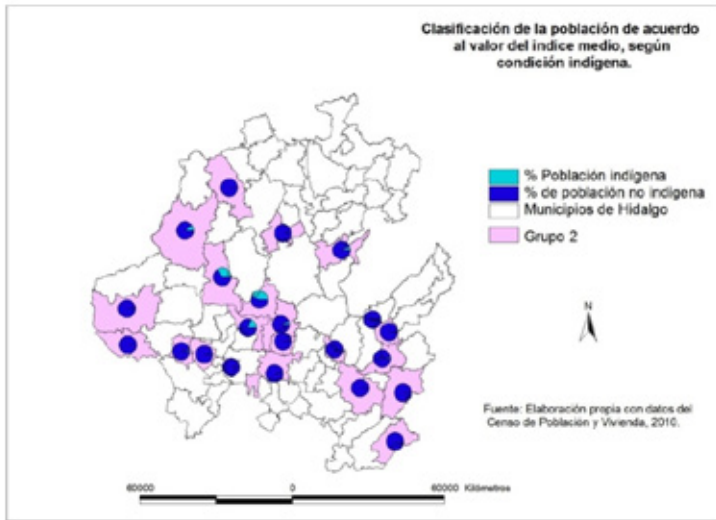 Clasificación de la población de acuerdo
al valor del indice medio, según
condición indígena.
% Población indígena
% de población no indigena
Municipios de Hidalgo
Grupo 2
N
Fuente: Elaboración propia con datos del
Censo de Población y Vivienda, 2010.
60000 0 60000 Kilómetros